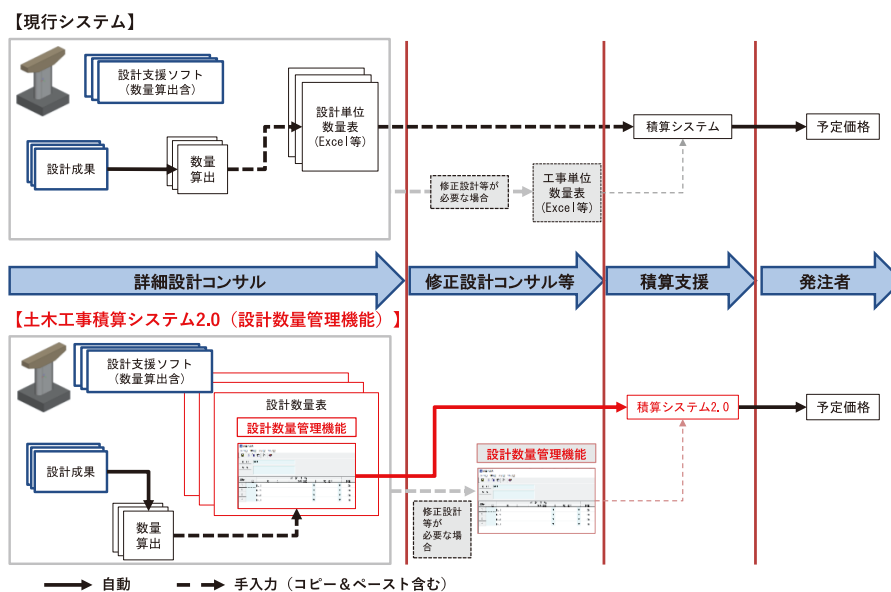 【現行システム】
設計支援ソフト
(数量算出含)
設計単位
数量表
(Excel等)
設計成果
数量
算出
積算システム
予定価格
修正設計等が
必要な場合
工事単位
数量表
(Excel等)
詳細設計コンサル
修正設計コンサル等
積算支援
発注者
【土木工事積算システム2.0(設計数量管理機能)】
設計支援ソフト
(数量算出含)
設計数量表
設計数量管理機能
積算システム2.0
予定価格
設計成果
設計数量管理機能
数量
算出
修正設計
等が
必要な場
合
自動
手入力(コピー&ペースト含む)